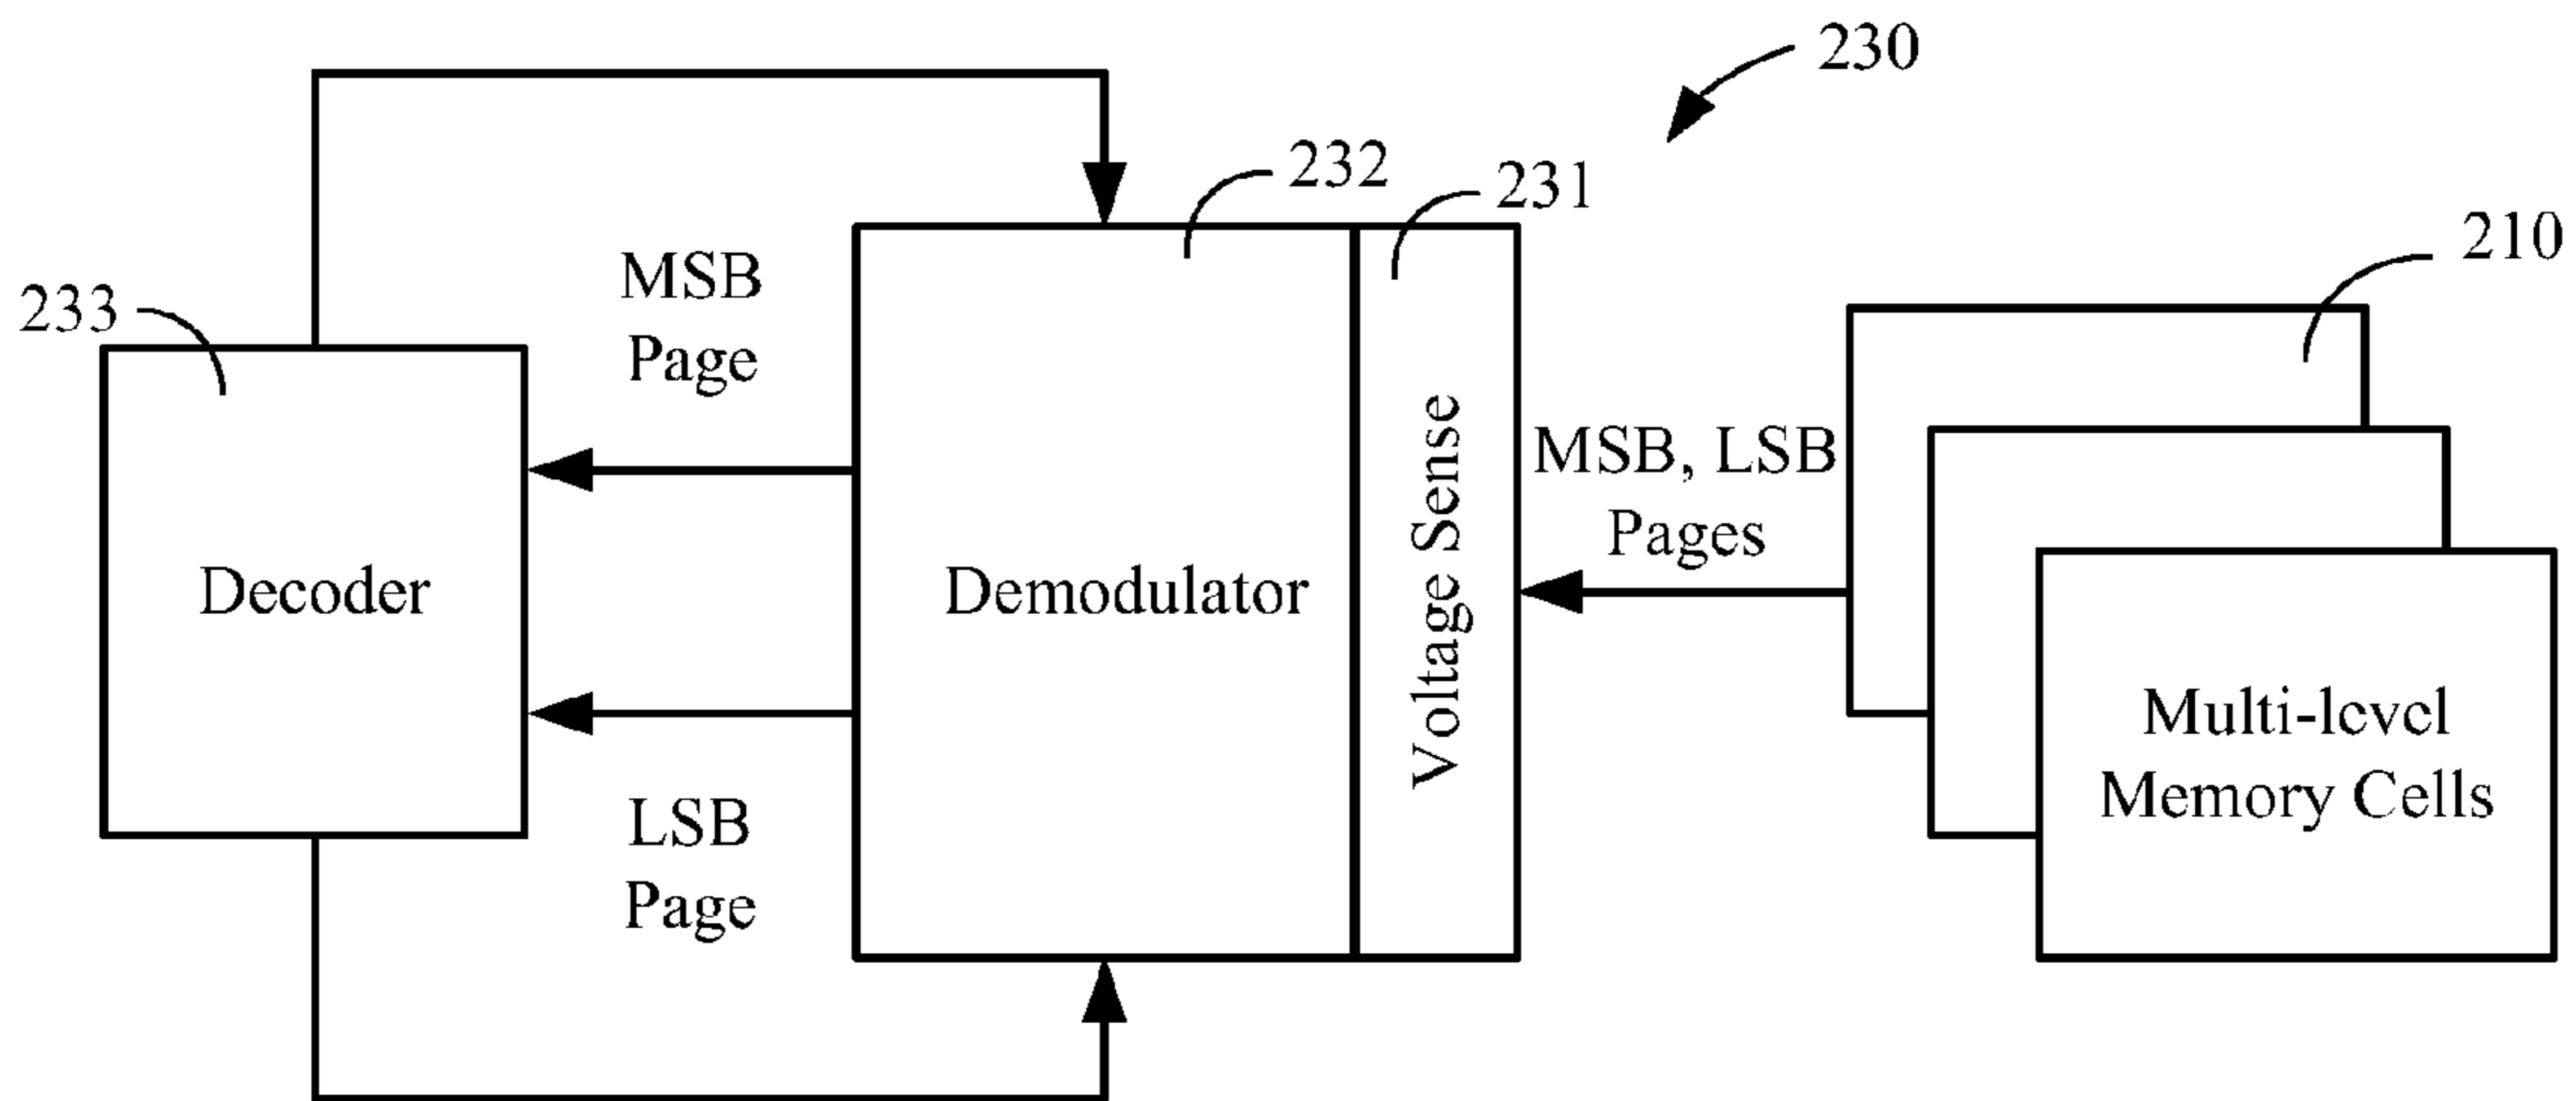 230
232
231
210
233
MSB
Page
MSB, LSB
Pages
Voltage Sense
Decoder
Demodulator
Multi-level
Memory Cells
LSB
Page